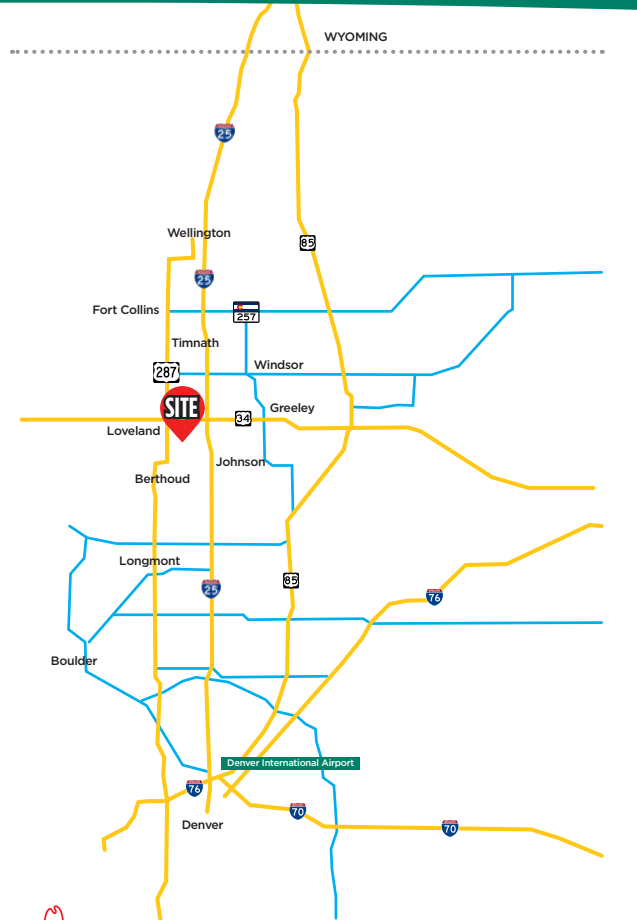 WYOMING
25
Wellington
85
25
Fort Collins
257
Timnath
Windsor
287
SITE
Greeley
34
Loveland
Johnson
Berthoud
Longmont
85
25
76
Boulder
Denver International Airport
76
70
Denver
70